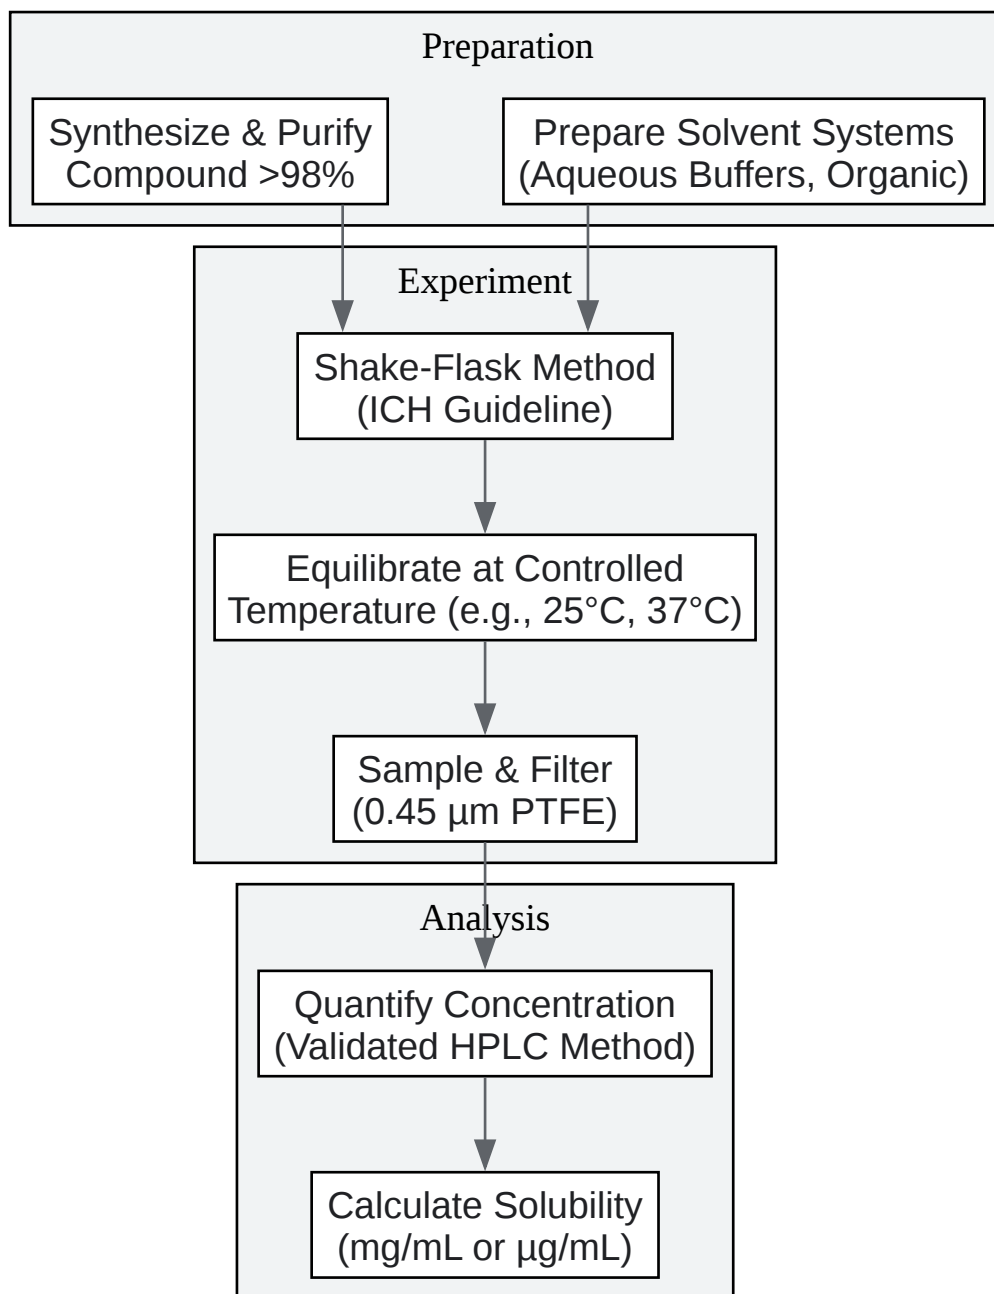 Preparation
Synthesize & Purify
Compound >98%
Prepare Solvent Systems
(Aqueous Buffers, Organic)
Experiment
Shake-Flask Method
(ICH Guideline)
Equilibrate at Controlled
Temperature (e.g., 25°C, 37°C)
Sample & Filter
(0.45 µm PTFE)
Analysis
Quantify Concentration
(Validated HPLC Method)
Calculate Solubility
(mg/mL or µg/mL)